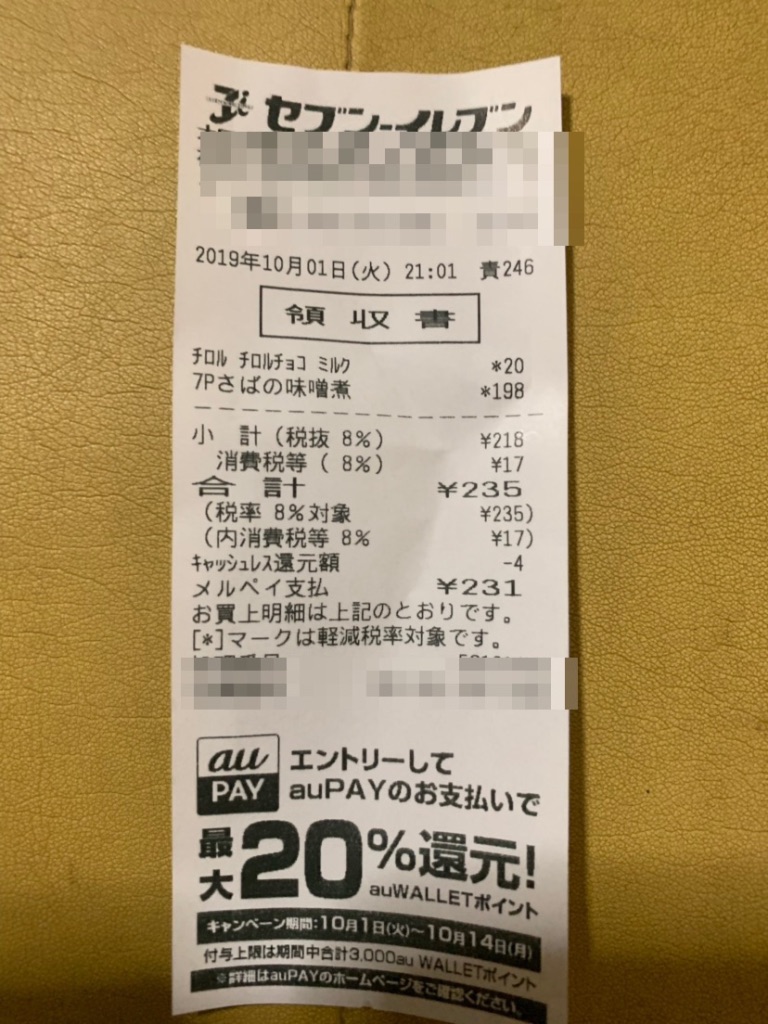 セブン-イレブン
2019年10月01日(火) 21:01 責246
領収書
ﾁﾛﾙ ﾁﾛﾙﾁｮｺ ﾐﾙｸ *20
7Pさばの味噌煮 *198
小 計(税抜 8%) ¥218
消費税等( 8%) ¥17
合 計 ¥235
(税率 8%対象 ¥235)
(内消費税等 8% ¥17)
ｷｬｯｼｭﾚｽ還元額 -4
メルペイ支払 ¥231
お買上明細は上記のとおりです。
[*]マークは軽減税率対象です。
au PAY
エントリーして
auPAYのお支払いで
最大20%還元!
auWALLETポイント
キャンペーン期間:10月1日(火)~10月14日(月)
付与上限は期間中合計3,000au WALLETポイント
※詳細はauPAYのホームページをご確認ください。